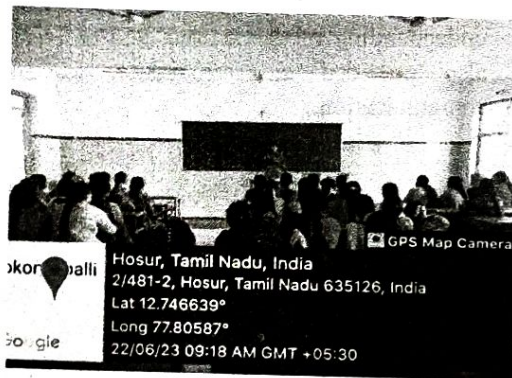 GPS Map Camera
Hosur, Tamil Nadu, India
2/481-2, Hosur, Tamil Nadu 635126, India
Lat 12.746639°
Long 77.80587°
22/06/23 09:18 AM GMT +05:30
Google